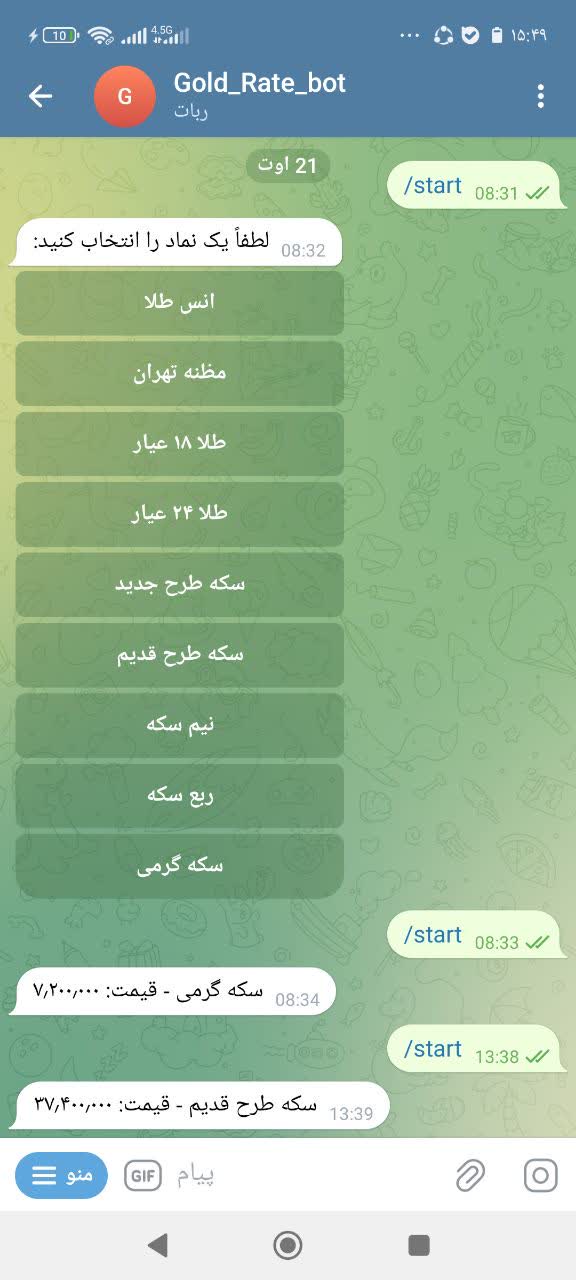 10
4.5G
۱۵:۴۹
G
Gold_Rate_bot
ربات
21 اوت
/start 08:31
لطفاً یک نماد را انتخاب کنید: 08:32
انس طلا
مظنه تهران
طلا ۱۸ عیار
طلا ۲۴ عیار
سکه طرح جدید
سکه طرح قدیم
نیم سکه
ربع سکه
سکه گرمی
/start 08:33
سکه گرمی - قیمت: ۷٬۲۰۰٬۰۰۰ 08:34
/start 13:38
سکه طرح قدیم - قیمت: ۳۷٬۴۰۰٬۰۰۰ 13:39
منو
GIF
پیام